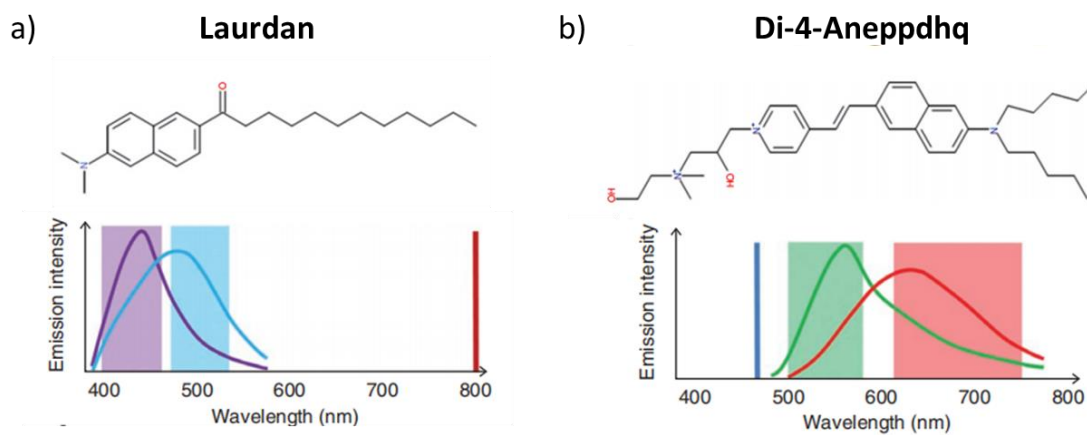 a) Laurdan
O
N
Emission intensity
400 500 600 700 800
Wavelength (nm)
b) Di-4-Aneppdhq
N+
N
N+
OH
OH
Emission intensity
400 500 600 700 800
Wavelength (nm)